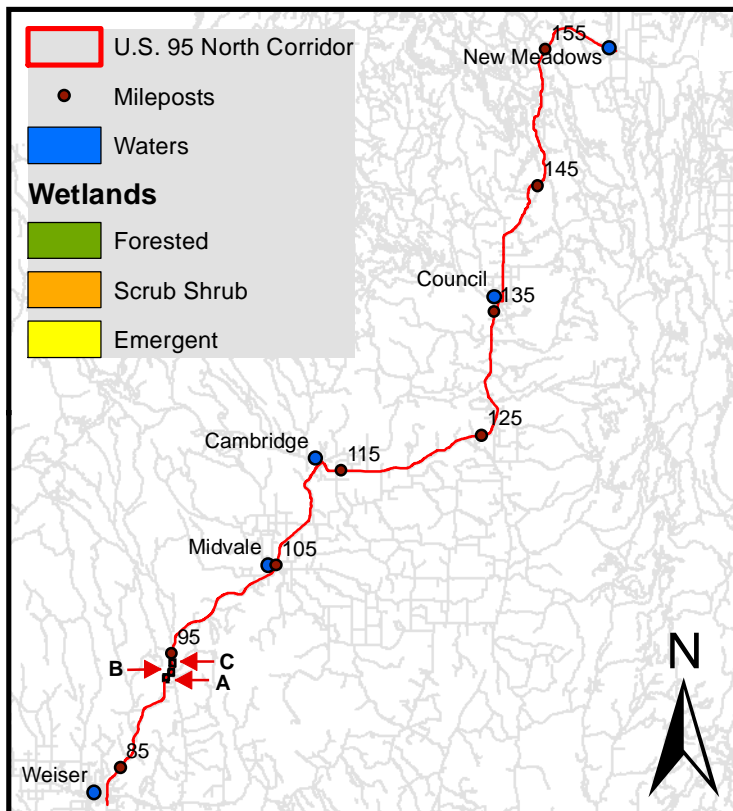 U.S. 95 North Corridor
Mileposts
Waters
Wetlands
Forested
Scrub Shrub
Emergent
155
New Meadows
145
Council
135
125
Cambridge
115
Midvale
105
95
B
C
A
85
Weiser
N